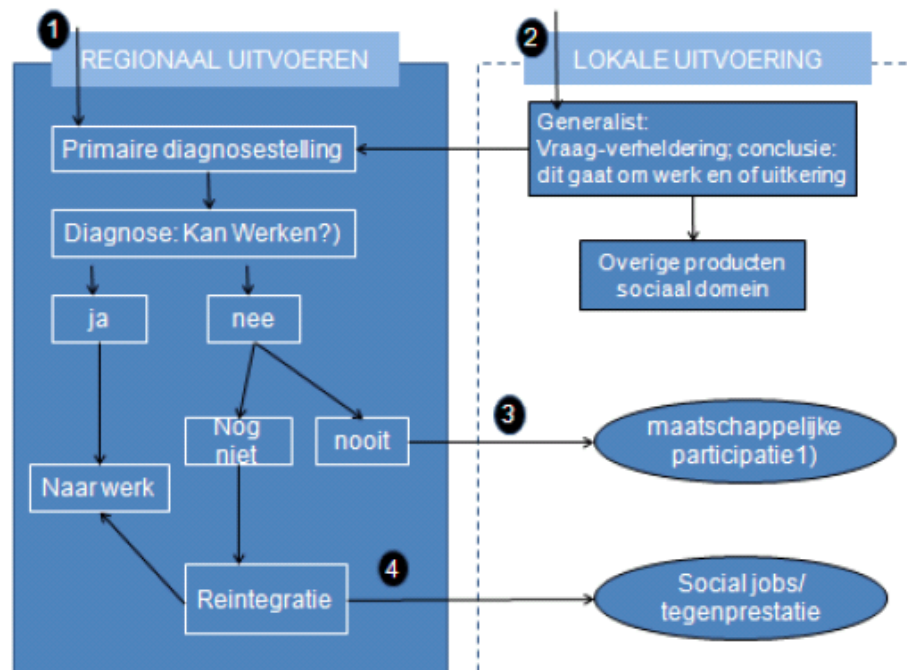 1
REGIONAAL UITVOEREN
Primaire diagnosestelling
Diagnose: Kan Werken?)
ja
nee
Nog
niet
nooit
Naar werk
Reintegratie
2
LOKALE UITVOERING
Generalist:
Vraag-verheldering; conclusie:
dit gaat om werk en of uitkering
Overige producten
sociaal domein
3
maatschappelijke
participatie1)
4
Social jobs/
tegenprestatie